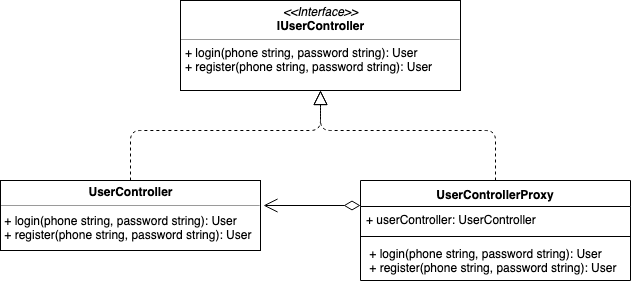 <<Interface>>
IUserController
+ login(phone string, password string): User
+ register(phone string, password string): User
UserController
+ login(phone string, password string): User
+ register(phone string, password string): User
UserControllerProxy
+ userController: UserController
+ login(phone string, password string): User
+ register(phone string, password string): User